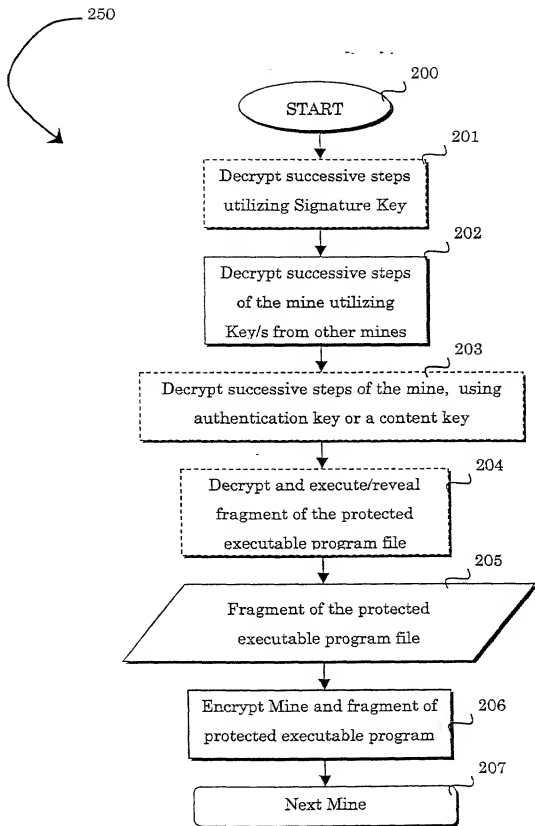 250
200
START
201
Decrypt successive steps
utilizing Signature Key
202
Decrypt successive steps
of the mine utilizing
Key/s from other mines
203
Decrypt successive steps of the mine, using
authentication key or a content key
204
Decrypt and execute/reveal
fragment of the protected
executable program file
205
Fragment of the protected
executable program file
Encrypt Mine and fragment of
protected executable program
206
207
Next Mine